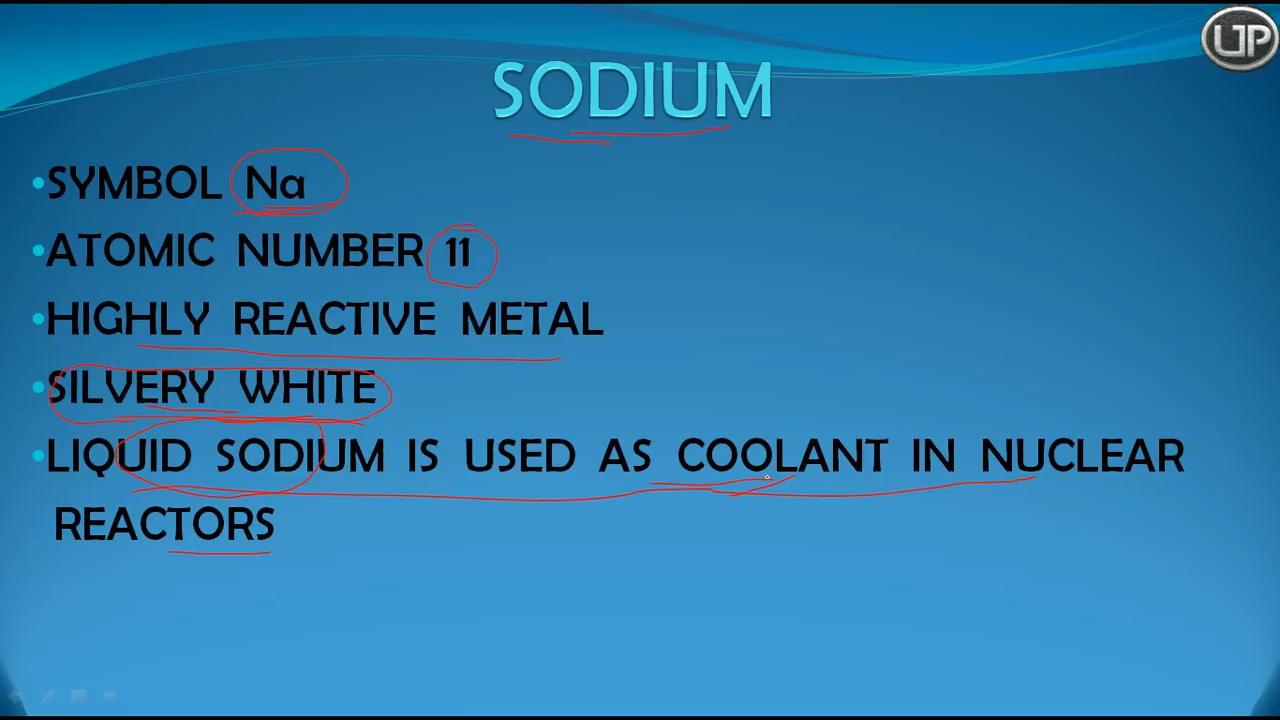 UP
SODIUM
•SYMBOL Na
•ATOMIC NUMBER 11
•HIGHLY REACTIVE METAL
•SILVERY WHITE
•LIQUID SODIUM IS USED AS COOLANT IN NUCLEAR
REACTORS